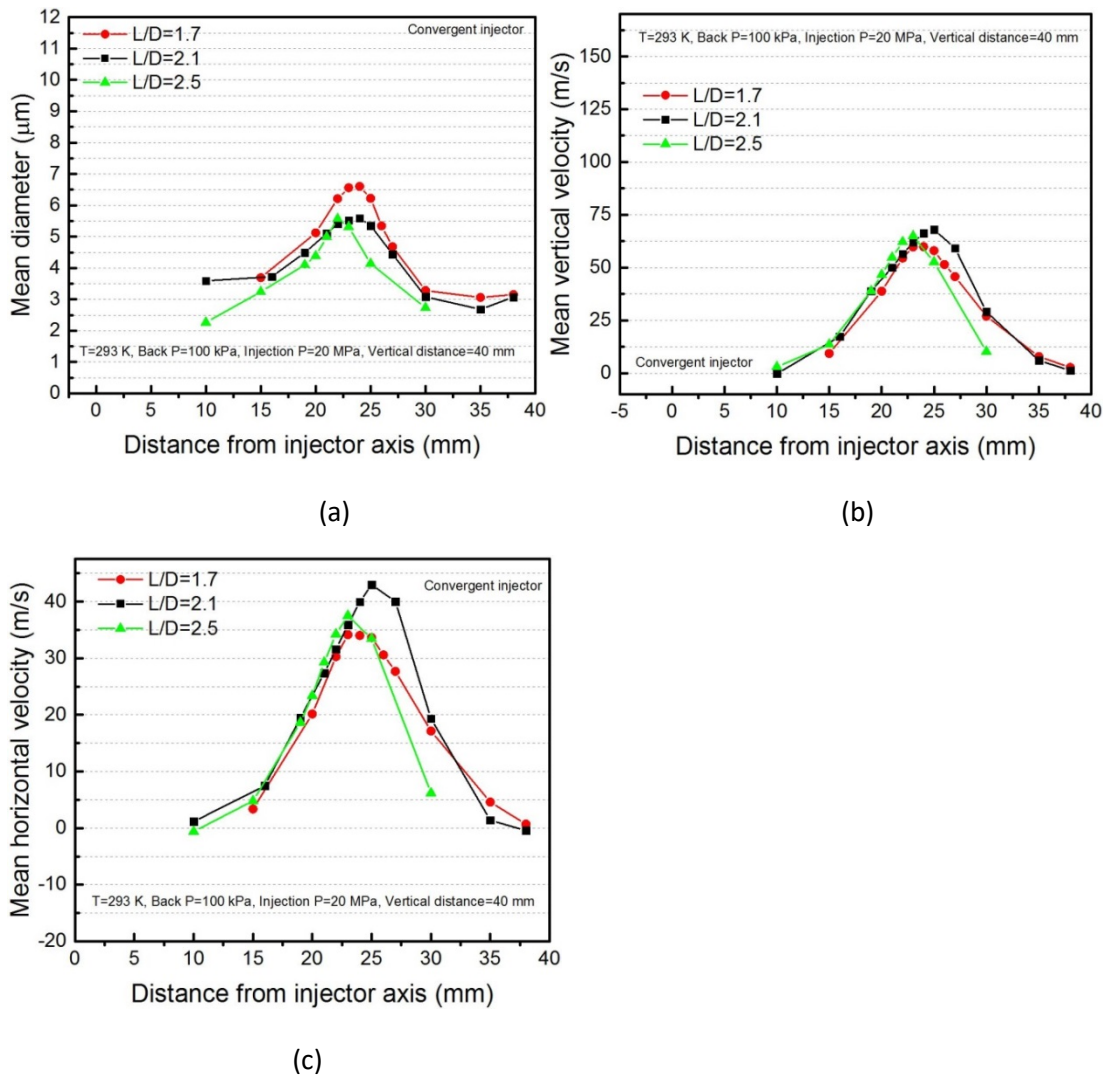 Convergent injector
L/D=1.7
L/D=2.1
L/D=2.5
Mean diameter (μm)
12
11
10
9
8
7
6
5
4
3
2
1
0
T=293 K, Back P=100 kPa, Injection P=20 MPa, Vertical distance=40 mm
0 5 10 15 20 25 30 35 40
Distance from injector axis (mm)
(a)
T=293 K, Back P=100 kPa, Injection P=20 MPa, Vertical distance=40 mm
L/D=1.7
L/D=2.1
L/D=2.5
Mean vertical velocity (m/s)
150
125
100
75
50
25
0
Convergent injector
-5 0 5 10 15 20 25 30 35 40
Distance from injector axis (mm)
(b)
L/D=1.7
L/D=2.1
L/D=2.5
Convergent injector
Mean horizontal velocity (m/s)
40
30
20
10
0
-10
-20
T=293 K, Back P=100 kPa, Injection P=20 MPa, Vertical distance=40 mm
0 5 10 15 20 25 30 35 40
Distance from injector axis (mm)
(c)